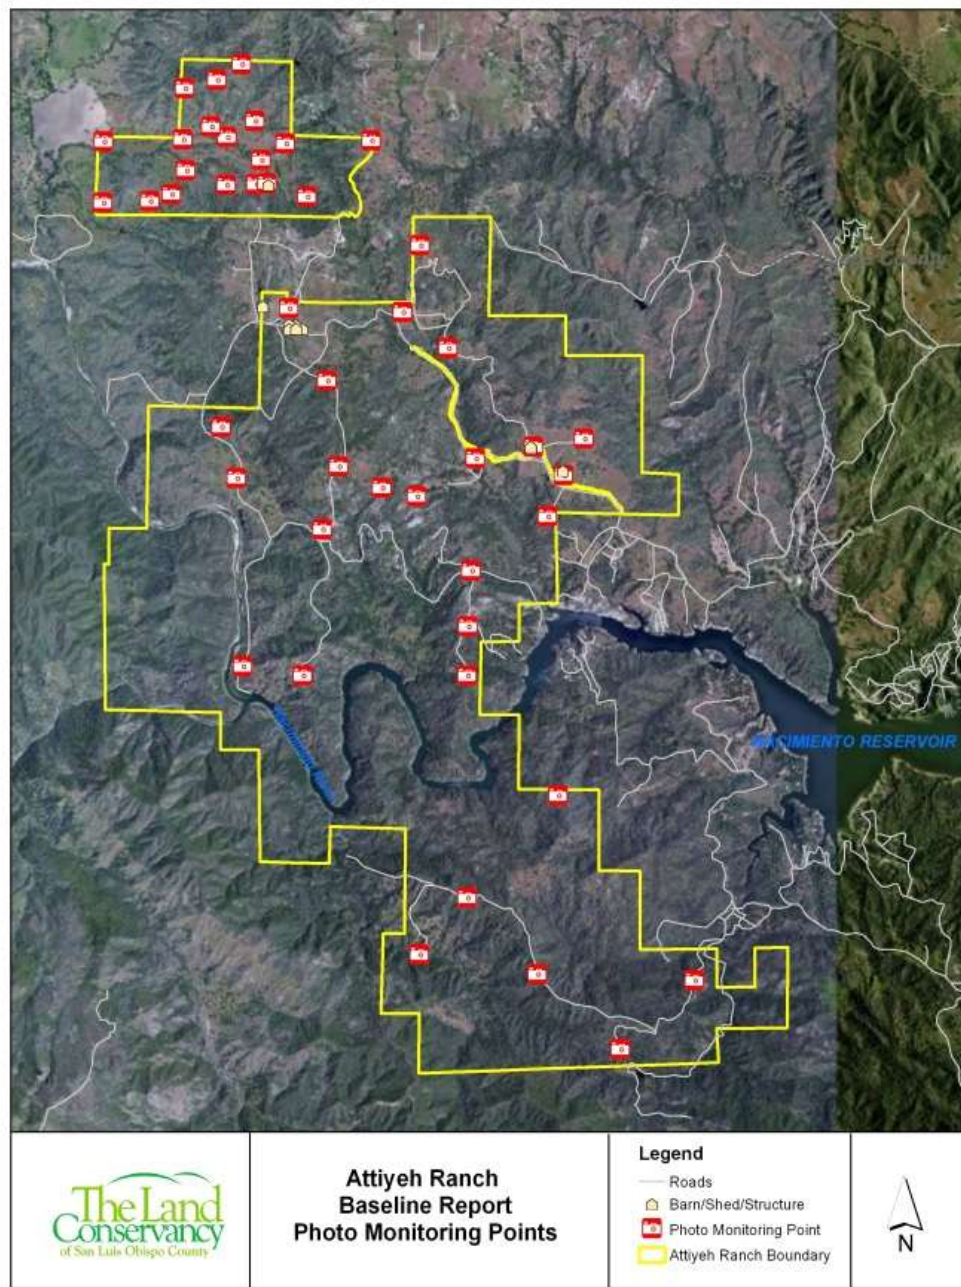 NACIMIENTO RESERVOIR
The Land
Conservancy
of San Luis Obispo County
Attiyeh Ranch
Baseline Report
Photo Monitoring Points
Legend
Roads
Barn/Shed/Structure
Photo Monitoring Point
Attiyeh Ranch Boundary
N